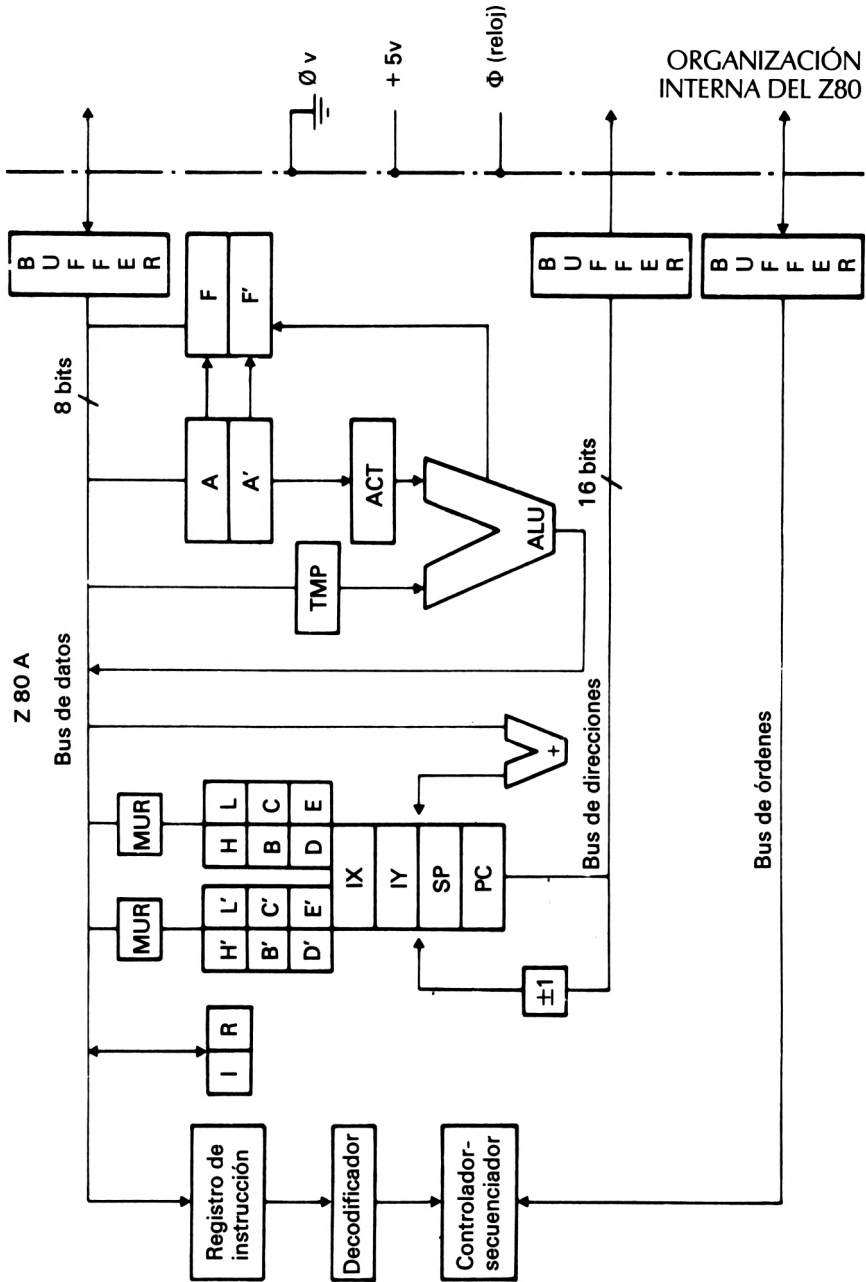 ORGANIZACIÓN
INTERNA DEL Z80
Z 80 A
Bus de datos
8 bits
BUFFER
Ø v
+ 5v
Φ (reloj)
MUR
MUR
H' L'
B' C'
D' E'
H L
B C
D E
IX
IY
SP
PC
I R
±1
+
TMP
A
A'
F
F'
ACT
ALU
Registro de
instrucción
Decodificador
Controlador-
secuenciador
Bus de direcciones
16 bits
BUFFER
Bus de órdenes
BUFFER